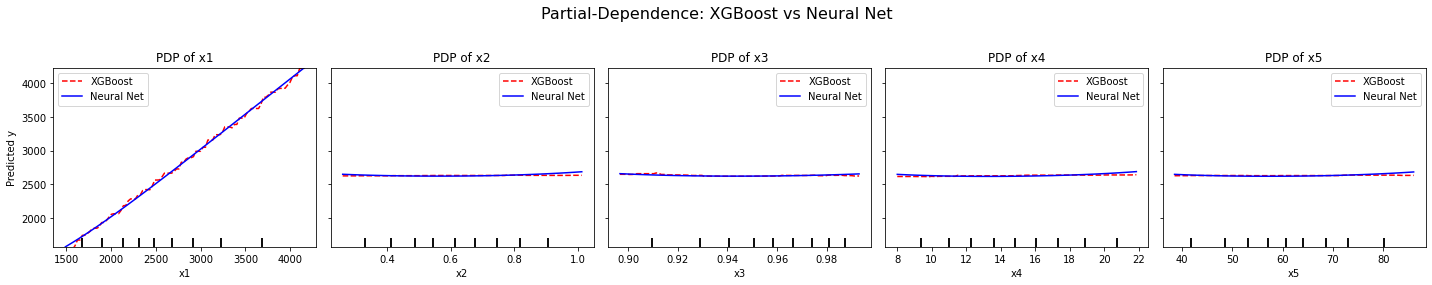 Partial-Dependence: XGBoost vs Neural Net
PDP of x1
XGBoost
Neural Net
Predicted y
4000
3500
3000
2500
2000
1500 2000 2500 3000 3500 4000
x1
PDP of x2
XGBoost
Neural Net
0.4 0.6 0.8 1.0
x2
PDP of x3
XGBoost
Neural Net
0.90 0.92 0.94 0.96 0.98
x3
PDP of x4
XGBoost
Neural Net
8 10 12 14 16 18 20 22
x4
PDP of x5
XGBoost
Neural Net
40 50 60 70 80
x5